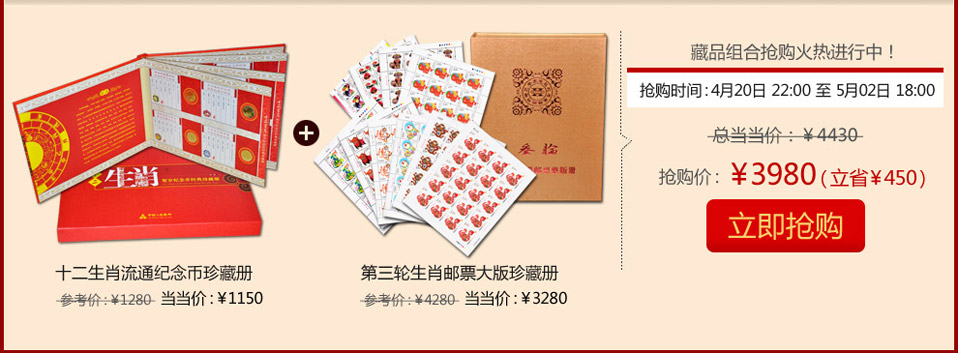 藏品组合抢购火热进行中！
抢购时间：4月20日 22:00 至 5月02日 18:00
总当当价：￥4430
抢购价：￥3980（立省￥450）
立即抢购
+
生肖
叁轮
十二生肖流通纪念币珍藏册
参考价：￥1280 当当价：￥1150
第三轮生肖邮票大版珍藏册
参考价：￥4280 当当价：￥3280